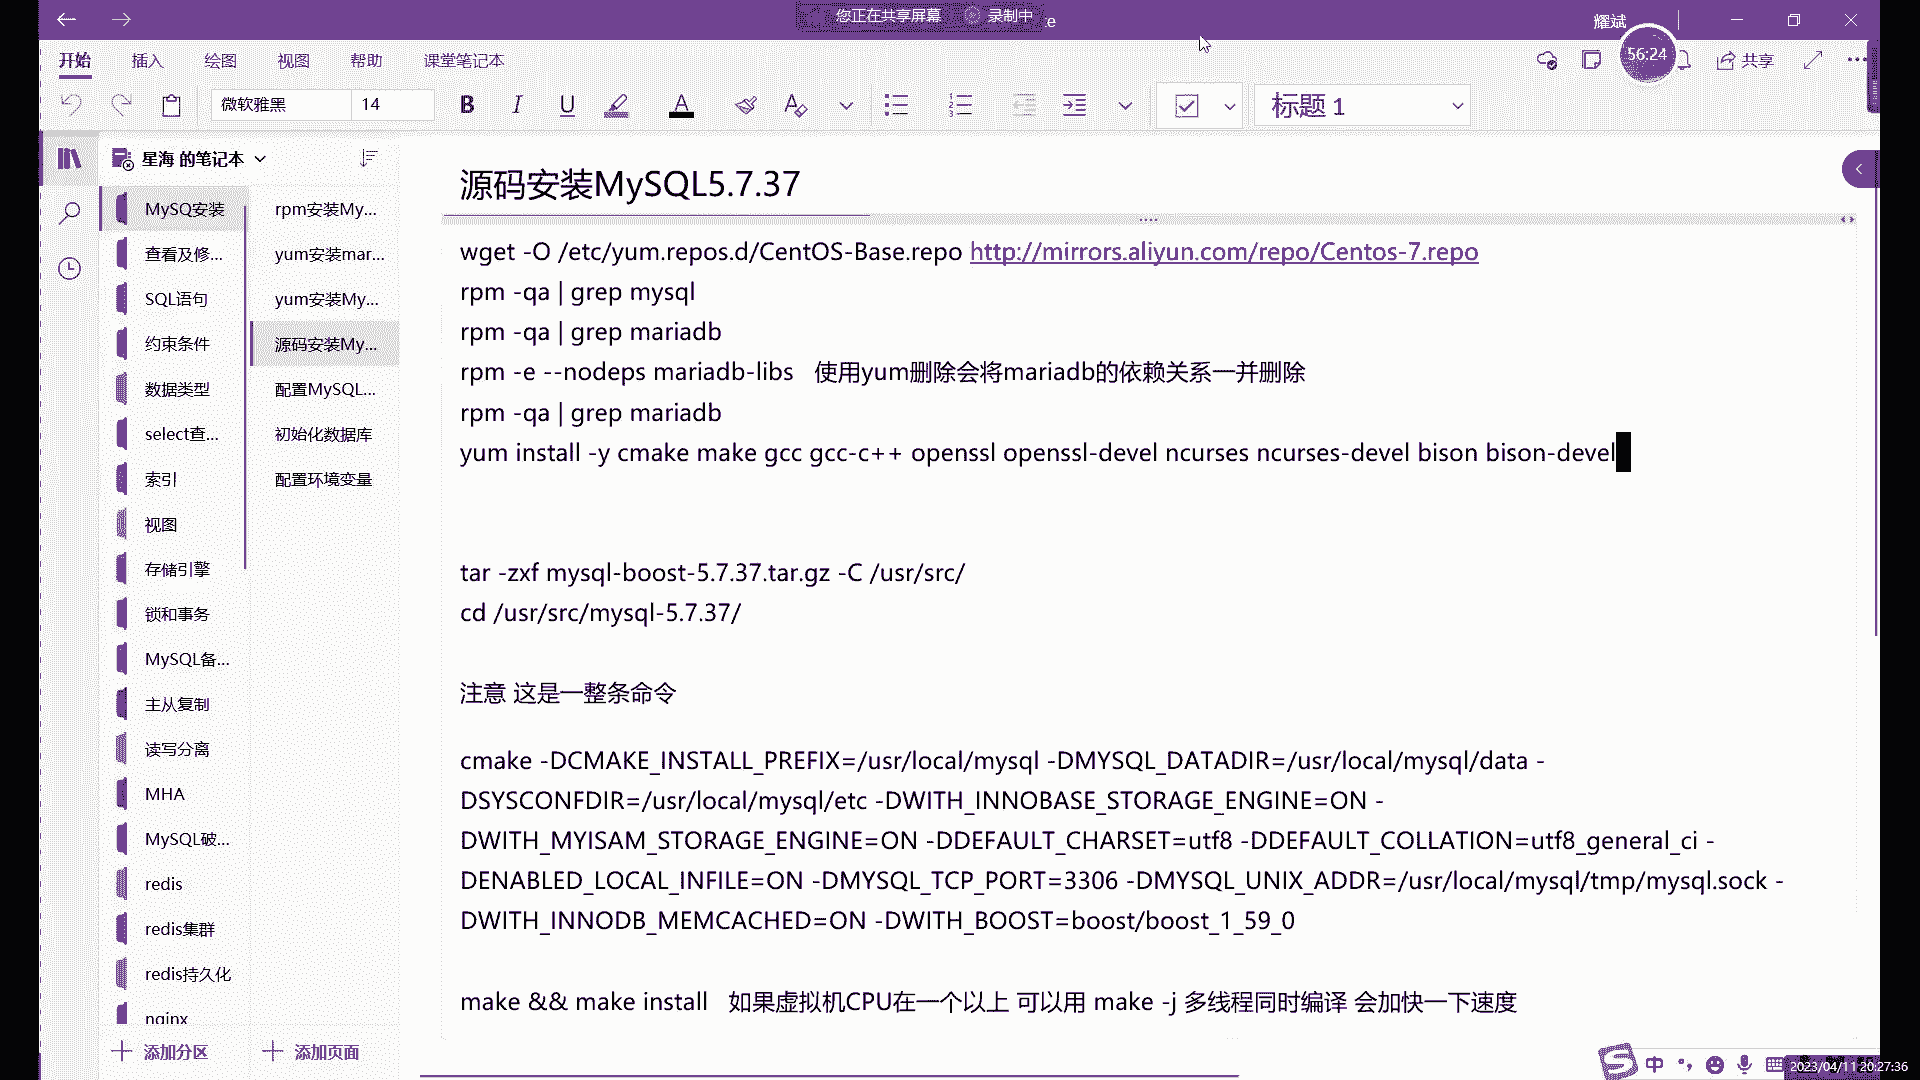 您正在共享屏幕 录制中 te
耀斌
开始 插入 绘图 视图 帮助 课堂笔记本
56:24 共享
微软雅黑 14 B I U A 标题 1
星海 的笔记本
MySQ安装
查看及修...
SQL语句
约束条件
数据类型
select查...
索引
视图
存储引擎
锁和事务
MySQL备...
主从复制
读写分离
MHA
MySQL破...
redis
redis集群
redis持久化
nginx
添加分区
rpm安装My...
yum安装mar...
yum安装My...
源码安装My...
配置MySQL...
初始化数据库
配置环境变量
添加页面
源码安装MySQL5.7.37
wget -O /etc/yum.repos.d/CentOS-Base.repo http://mirrors.aliyun.com/repo/Centos-7.repo
rpm -qa | grep mysql
rpm -qa | grep mariadb
rpm -e --nodeps mariadb-libs 使用yum删除会将mariadb的依赖关系一并删除
rpm -qa | grep mariadb
yum install -y cmake make gcc gcc-c++ openssl openssl-devel ncurses ncurses-devel bison bison-devel
tar -zxf mysql-boost-5.7.37.tar.gz -C /usr/src/
cd /usr/src/mysql-5.7.37/
注意 这是一整条命令
cmake -DCMAKE_INSTALL_PREFIX=/usr/local/mysql -DMYSQL_DATADIR=/usr/local/mysql/data -
DSYSCONFDIR=/usr/local/mysql/etc -DWITH_INNOBASE_STORAGE_ENGINE=ON -
DWITH_MYISAM_STORAGE_ENGINE=ON -DDEFAULT_CHARSET=utf8 -DDEFAULT_COLLATION=utf8_general_ci -
DENABLED_LOCAL_INFILE=ON -DMYSQL_TCP_PORT=3306 -DMYSQL_UNIX_ADDR=/usr/local/mysql/tmp/mysql.sock -
DWITH_INNODB_MEMCACHED=ON -DWITH_BOOST=boost/boost_1_59_0
make && make install 如果虚拟机CPU在一个以上 可以用 make -j 多线程同时编译 会加快一下速度
中
2023/04/11 20:27:36